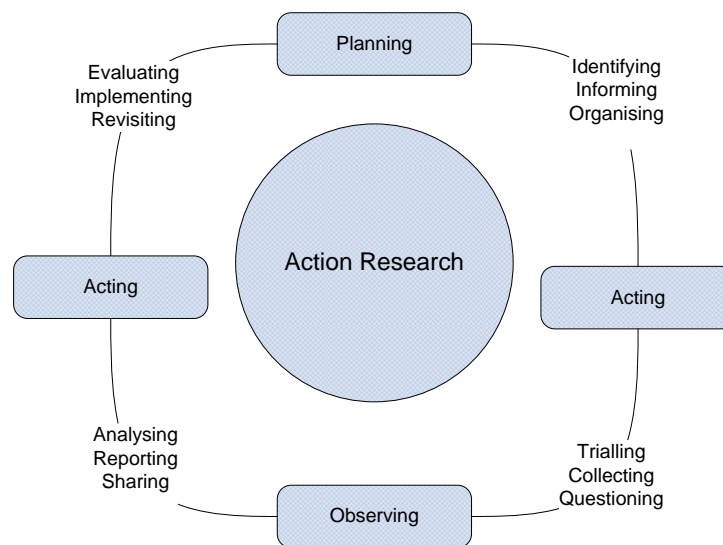 Planning
Evaluating
Implementing
Revisiting
Identifying
Informing
Organising
Action Research
Acting
Acting
Analysing
Reporting
Sharing
Trialling
Collecting
Questioning
Observing